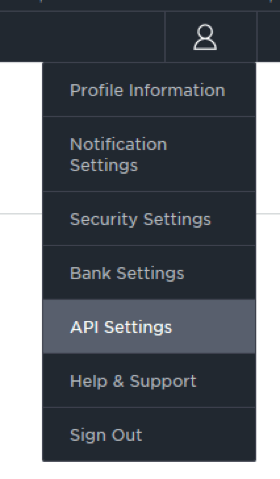 Profile Information
Notification
Settings
Security Settings
Bank Settings
API Settings
Help & Support
Sign Out